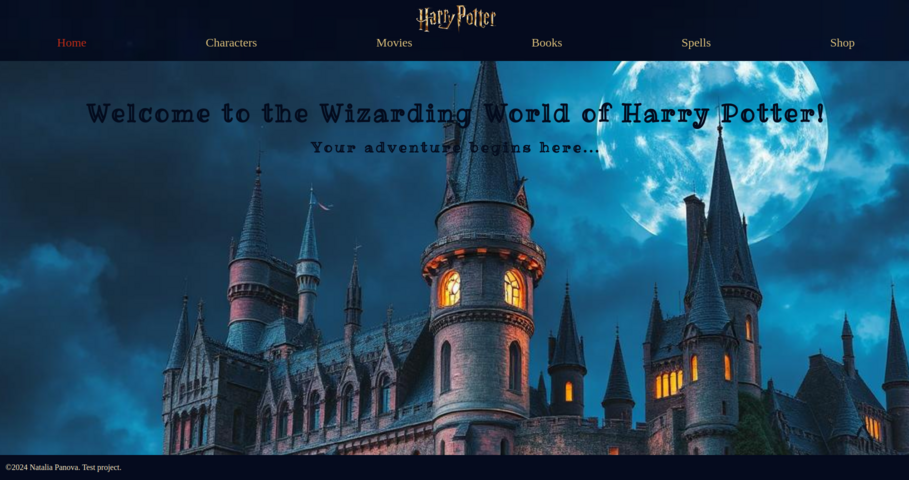 Harry Potter
Home Characters Movies Books Spells Shop
Welcome to the Wizarding World of Harry Potter!
Your adventure begins here...
©2024 Natalia Panova. Test project.